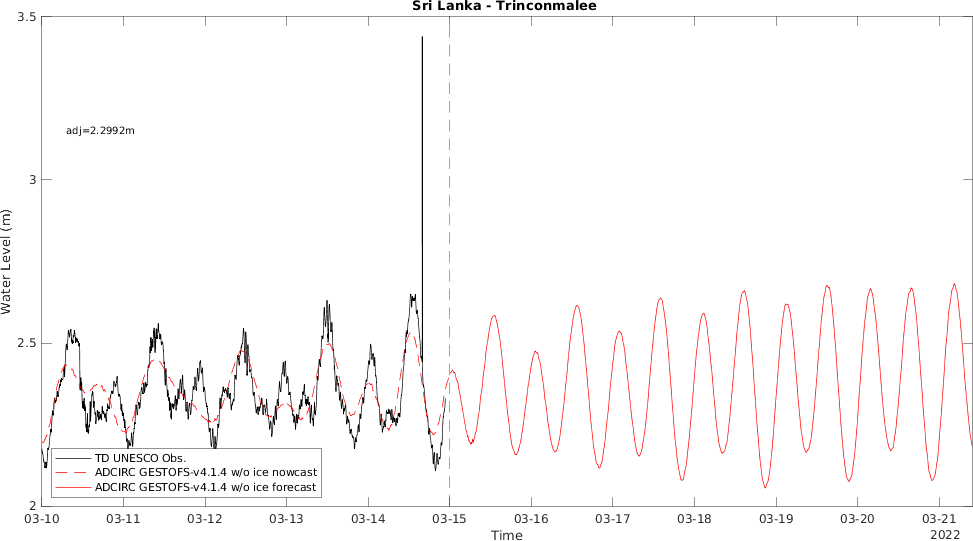 Sri Lanka - Trinconmalee
3.5
3
2.5
2
Water Level (m)
adj=2.2992m
TD UNESCO Obs.
ADCIRC GESTOFS-v4.1.4 w/o ice nowcast
ADCIRC GESTOFS-v4.1.4 w/o ice forecast
03-10 03-11 03-12 03-13 03-14 03-15 03-16 03-17 03-18 03-19 03-20 03-21
Time
2022